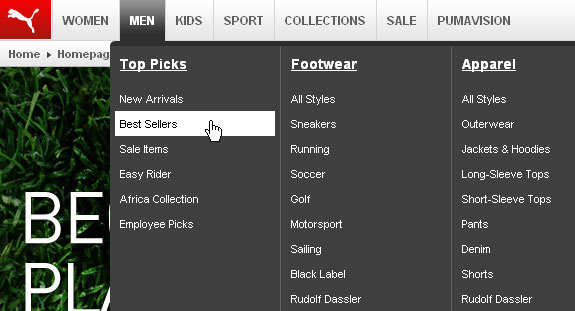 WOMEN MEN KIDS SPORT COLLECTIONS SALE PUMAVISION
Home ▸ Homepag
Top Picks
New Arrivals
Best Sellers
Sale Items
Easy Rider
Africa Collection
Employee Picks
Footwear
All Styles
Sneakers
Running
Soccer
Golf
Motorsport
Sailing
Black Label
Rudolf Dassler
Apparel
All Styles
Outerwear
Jackets & Hoodies
Long-Sleeve Tops
Short-Sleeve Tops
Pants
Denim
Shorts
Rudolf Dassler
BE
PLA